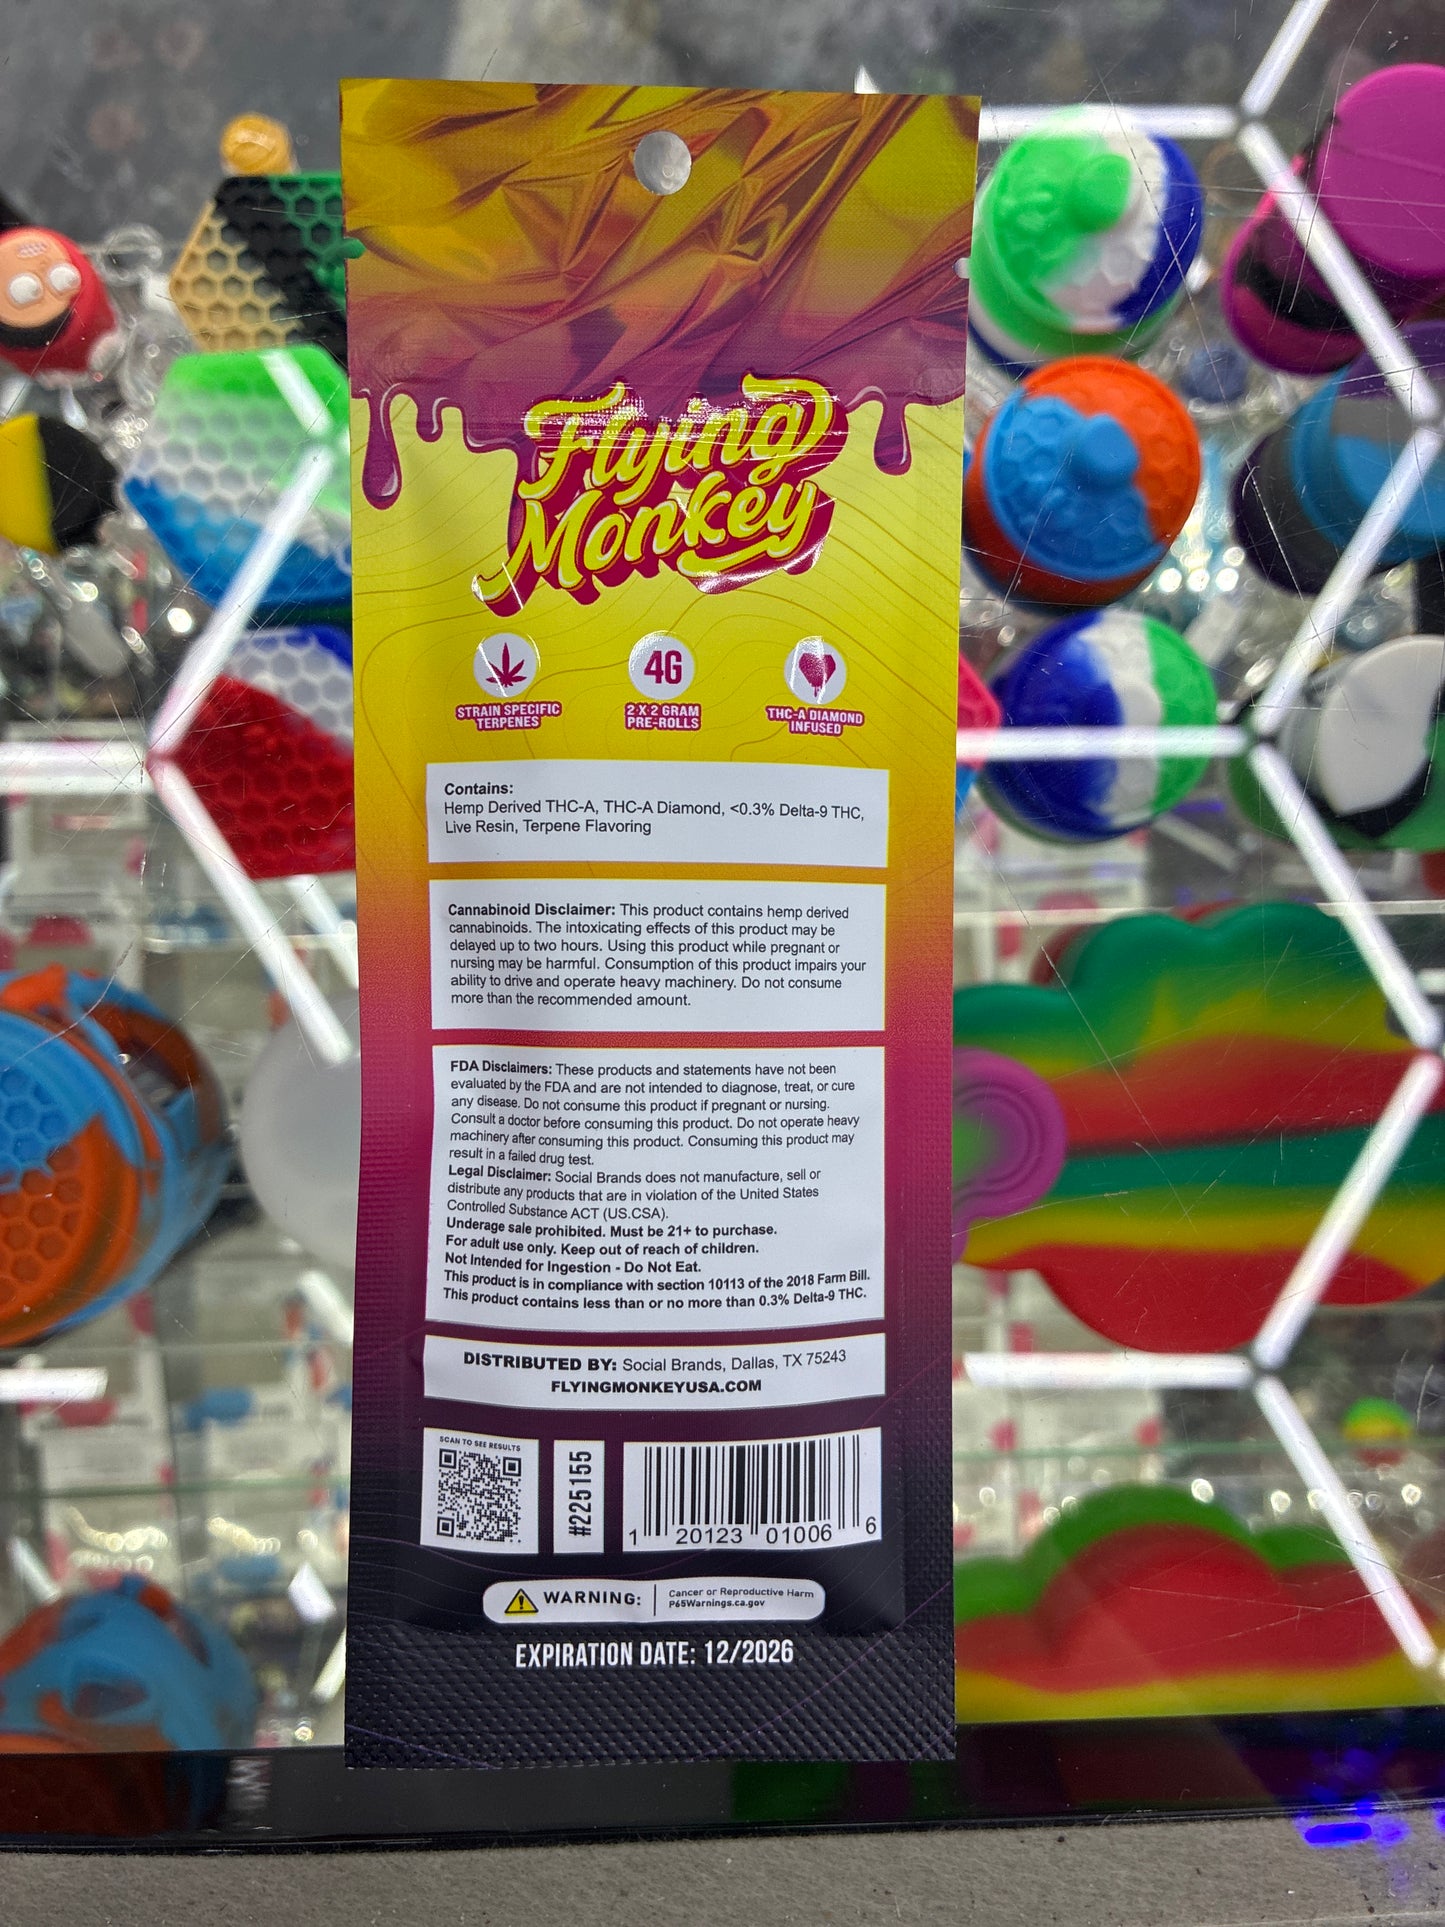 Flying
Monkey
4G
STRAIN SPECIFIC
TERPENES
2 X 2 GRAM
PRE-ROLLS
THC-A DIAMOND
INFUSED
Contains:
Hemp Derived THC-A, THC-A Diamond, <0.3% Delta-9 THC,
Live Resin, Terpene Flavoring
Cannabinoid Disclaimer: This product contains hemp derived
cannabinoids. The intoxicating effects of this product may be
delayed up to two hours. Using this product while pregnant or
nursing may be harmful. Consumption of this product impairs your
ability to drive and operate heavy machinery. Do not consume
more than the recommended amount.
FDA Disclaimers: These products and statements have not been
evaluated by the FDA and are not intended to diagnose, treat, or cure
any disease. Do not consume this product if pregnant or nursing.
Consult a doctor before consuming this product. Do not operate heavy
machinery after consuming this product. Consuming this product may
result in a failed drug test.
Legal Disclaimer: Social Brands does not manufacture, sell or
distribute any products that are in violation of the United States
Controlled Substance ACT (US.CSA).
Underage sale prohibited. Must be 21+ to purchase.
For adult use only. Keep out of reach of children.
Not Intended for Ingestion - Do Not Eat.
This product is in compliance with section 10113 of the 2018 Farm Bill.
This product contains less than or no more than 0.3% Delta-9 THC.
DISTRIBUTED BY: Social Brands, Dallas, TX 75243
FLYINGMONKEYUSA.COM
SCAN TO SEE RESULTS
#225155
1 20123 01006 6
WARNING:
Cancer or Reproductive Harm
P65Warnings.ca.gov
EXPIRATION DATE: 12/2026